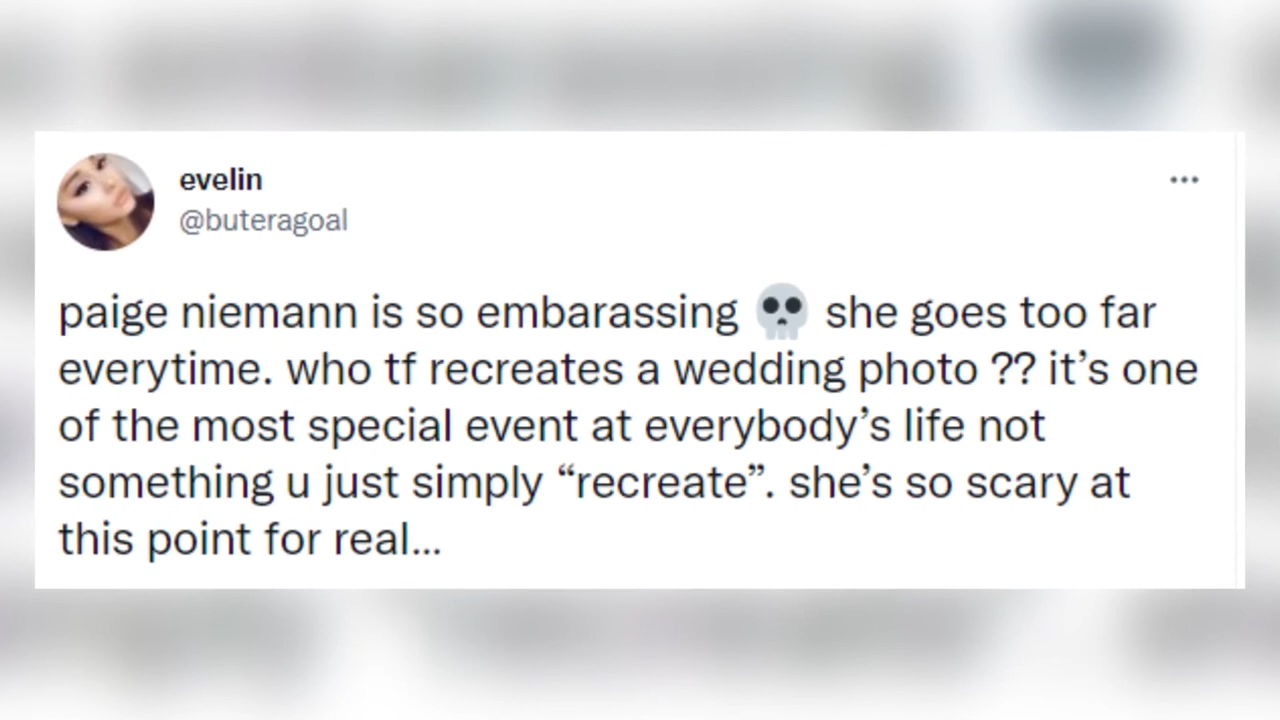 evelin
@buteragoal
paige niemann is so embarassing 💀 she goes too far
everytime. who tf recreates a wedding photo ?? it’s one
of the most special event at everybody’s life not
something u just simply “recreate”. she’s so scary at
this point for real...